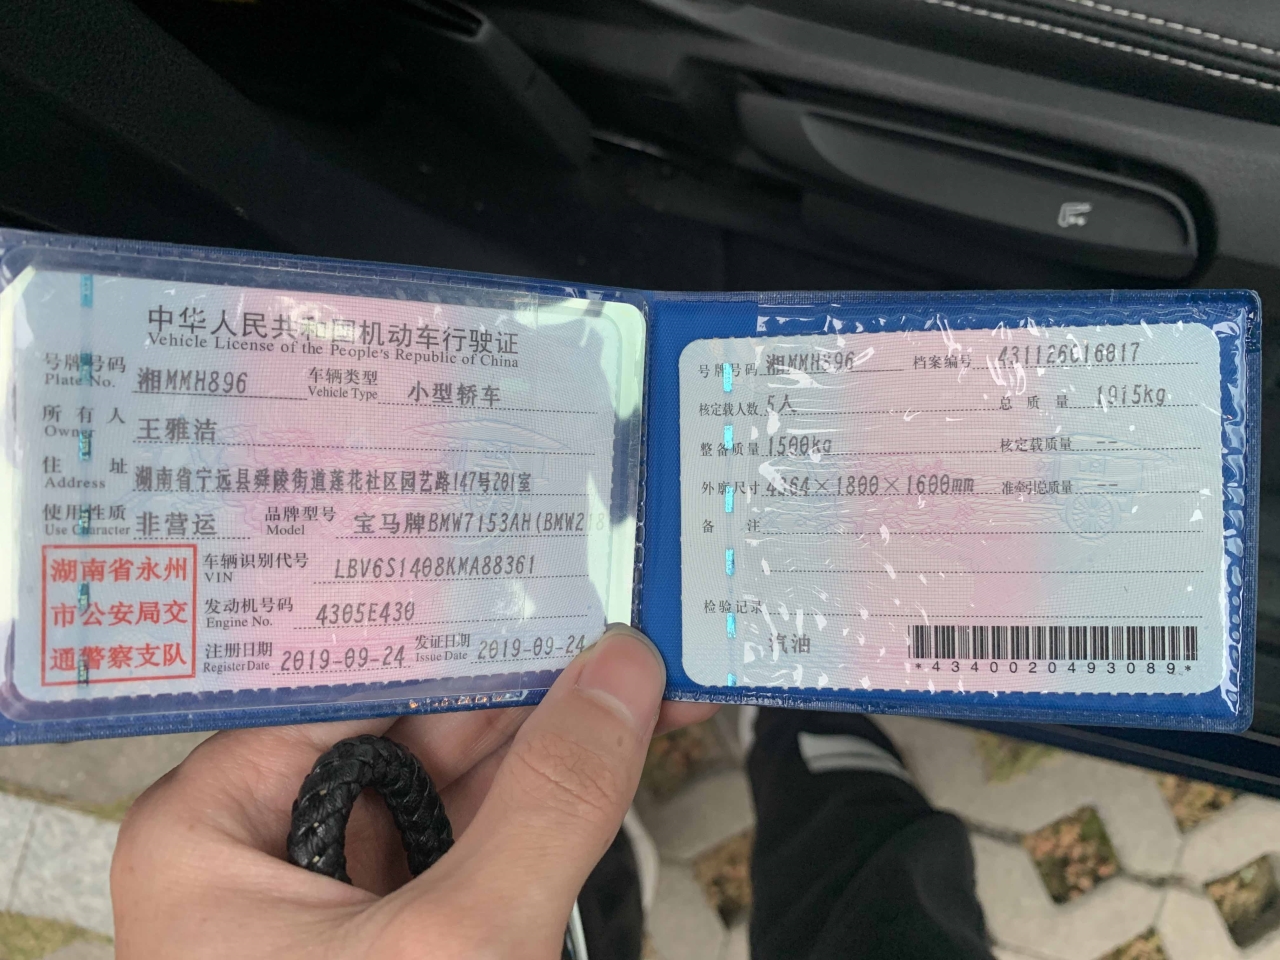 中华人民共和国机动车行驶证
Vehicle License of the People's Republic of China
号牌号码 湘MMH896 车辆类型 小型轿车
Plate No. Vehicle Type
所有人 王雅洁
Owner
住址 湖南省宁远县舜陵街道莲花社区园艺路147号201室
Address
使用性质 非营运 品牌型号 宝马牌BMW7153AH(BMW218
Use Character Model
湖南省永州
市公安局交
通警察支队
车辆识别代号 LBV6S1408KMA88361
VIN
发动机号码 4305E430
Engine No.
注册日期 2019-09-24 发证日期 2019-09-24
Register Date Issue Date
号牌号码 湘MMH896 档案编号 431126016817
核定载人数 5人 总质量 1915kg
整备质量 1500kg 核定载质量 --
外廓尺寸 4364×1800×1600mm 准牵引总质量 --
备注
检验记录
汽油
*4340020493089*